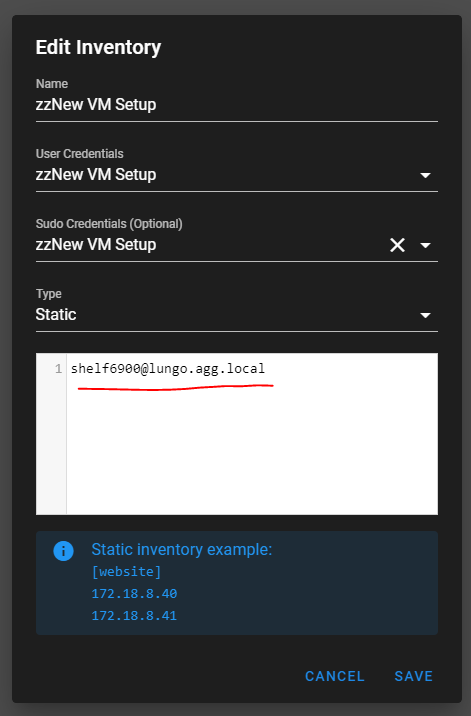 Edit Inventory
Name
zzNew VM Setup
User Credentials
zzNew VM Setup
Sudo Credentials (Optional)
zzNew VM Setup
Type
Static
1 shelf6900@lungo.agg.local
Static inventory example:
[website]
172.18.8.40
172.18.8.41
CANCEL SAVE